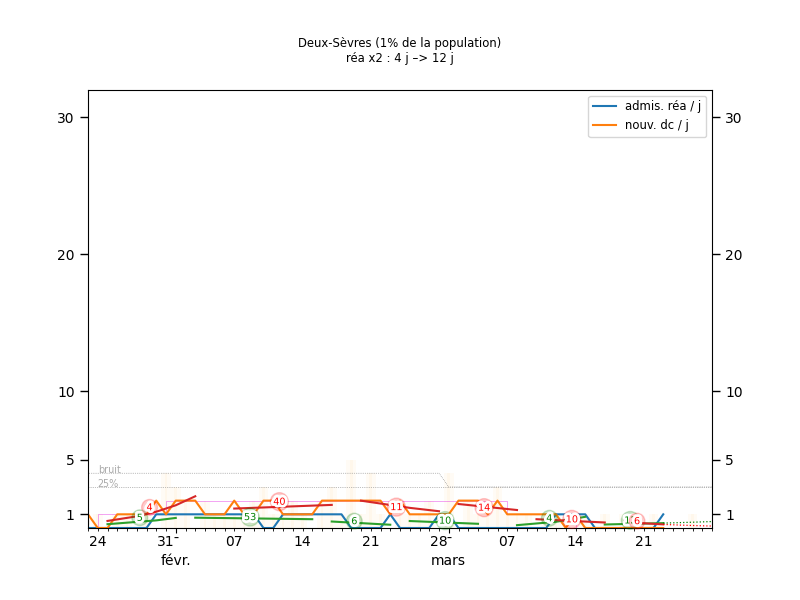 Deux-Sèvres (1% de la population)
réa x2 : 4 j –> 12 j
admis. réa / j
nouv. dc / j
30 30
20 20
10 10
5 5
1 1
bruit
25%
4 40 11 14 10 6
5 53 6 10 4
24 31 07 14 21 28 07 14 21
févr. mars